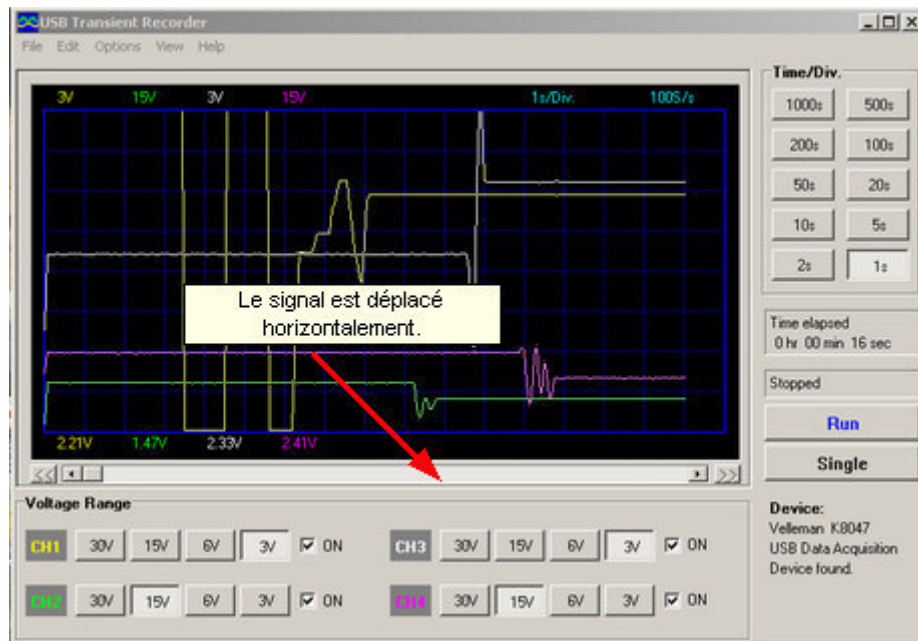 USB Transient Recorder
File Edit Options View Help
3V 15V 3V 15V 1s/Div. 100S/s
Le signal est déplacé
horizontalement.
2.21V 1.47V 2.33V 2.41V
Time/Div.
1000s 500s
200s 100s
50s 20s
10s 5s
2s 1s
Time elapsed
0 hr 00 min 16 sec
Stopped
Run
Single
Device:
Velleman K8047
USB Data Acquisition
Device found.
Voltage Range
CH1 30V 15V 6V 3V ON
CH3 30V 15V 6V 3V ON
CH2 30V 15V 6V 3V ON
CH4 30V 15V 6V 3V ON